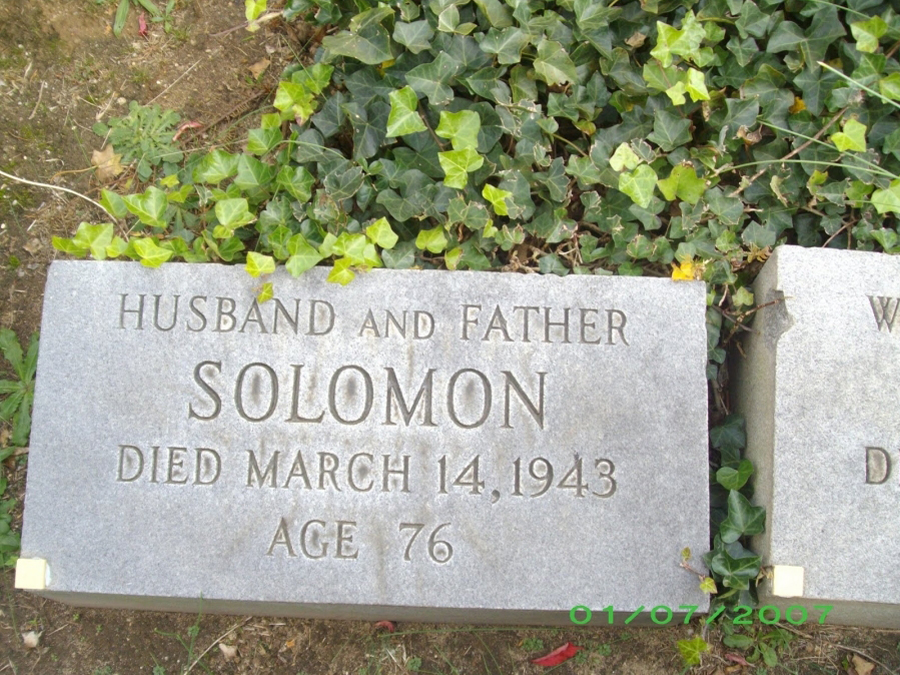 HUSBAND AND FATHER
SOLOMON
DIED MARCH 14, 1943
AGE 76
W
D
01/07/2007